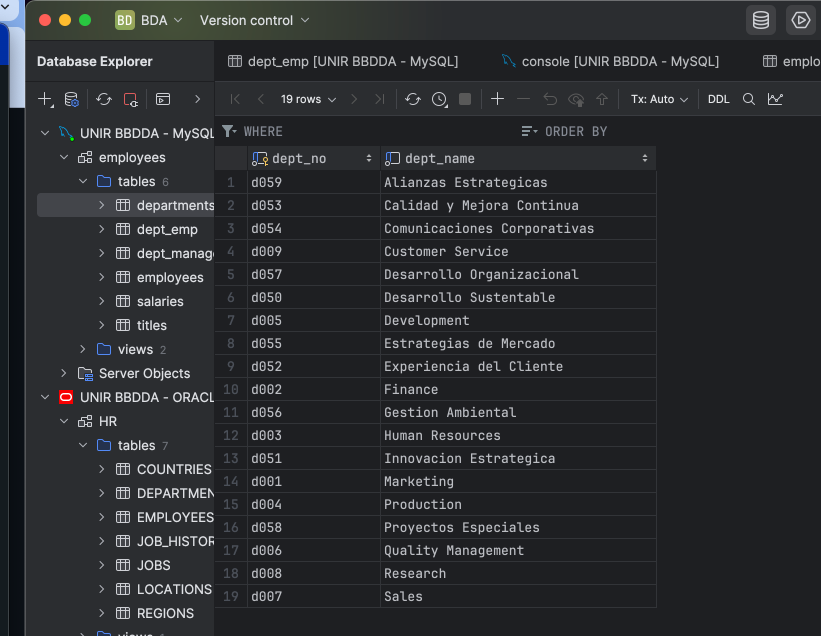 BD BDA Version control
Database Explorer
dept_emp [UNIR BBDDA - MySQL] console [UNIR BBDDA - MySQL] emplo
19 rows Tx: Auto DDL
UNIR BBDDA - MySQL
employees
tables 6
departments
dept_emp
dept_manag
employees
salaries
titles
views 2
Server Objects
UNIR BBDDA - ORACL
HR
tables 7
COUNTRIES
DEPARTMEN
EMPLOYEES
JOB_HISTOR
JOBS
LOCATIONS
REGIONS
views
WHERE ORDER BY
dept_no dept_name
1 d059 Alianzas Estrategicas
2 d053 Calidad y Mejora Continua
3 d054 Comunicaciones Corporativas
4 d009 Customer Service
5 d057 Desarrollo Organizacional
6 d050 Desarrollo Sustentable
7 d005 Development
8 d055 Estrategias de Mercado
9 d052 Experiencia del Cliente
10 d002 Finance
11 d056 Gestion Ambiental
12 d003 Human Resources
13 d051 Innovacion Estrategica
14 d001 Marketing
15 d004 Production
16 d058 Proyectos Especiales
17 d006 Quality Management
18 d008 Research
19 d007 Sales